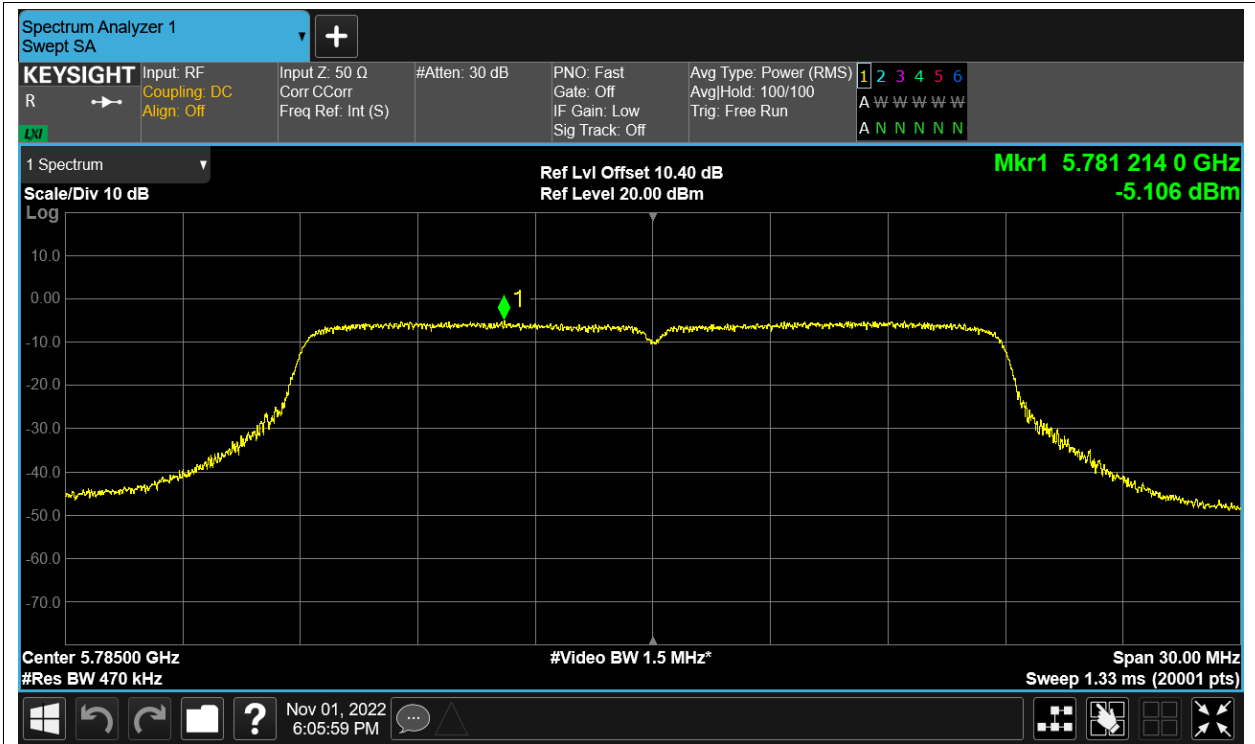 Spectrum Analyzer 1
Swept SA
KEYSIGHT
R
LXI
Input: RF
Coupling: DC
Align: Off
Input Z: 50 Ω
Corr CCorr
Freq Ref: Int (S)
#Atten: 30 dB
PNO: Fast
Gate: Off
IF Gain: Low
Sig Track: Off
Avg Type: Power (RMS)
Avg|Hold: 100/100
Trig: Free Run
1 2 3 4 5 6
A W W W W W
A N N N N N
1 Spectrum
Scale/Div 10 dB
Log
Ref Lvl Offset 10.40 dB
Ref Level 20.00 dBm
Mkr1 5.781 214 0 GHz
-5.106 dBm
10.0
0.00
-10.0
-20.0
-30.0
-40.0
-50.0
-60.0
-70.0
1
Center 5.78500 GHz
#Res BW 470 kHz
#Video BW 1.5 MHz*
Span 30.00 MHz
Sweep 1.33 ms (20001 pts)
?
Nov 01, 2022
6:05:59 PM